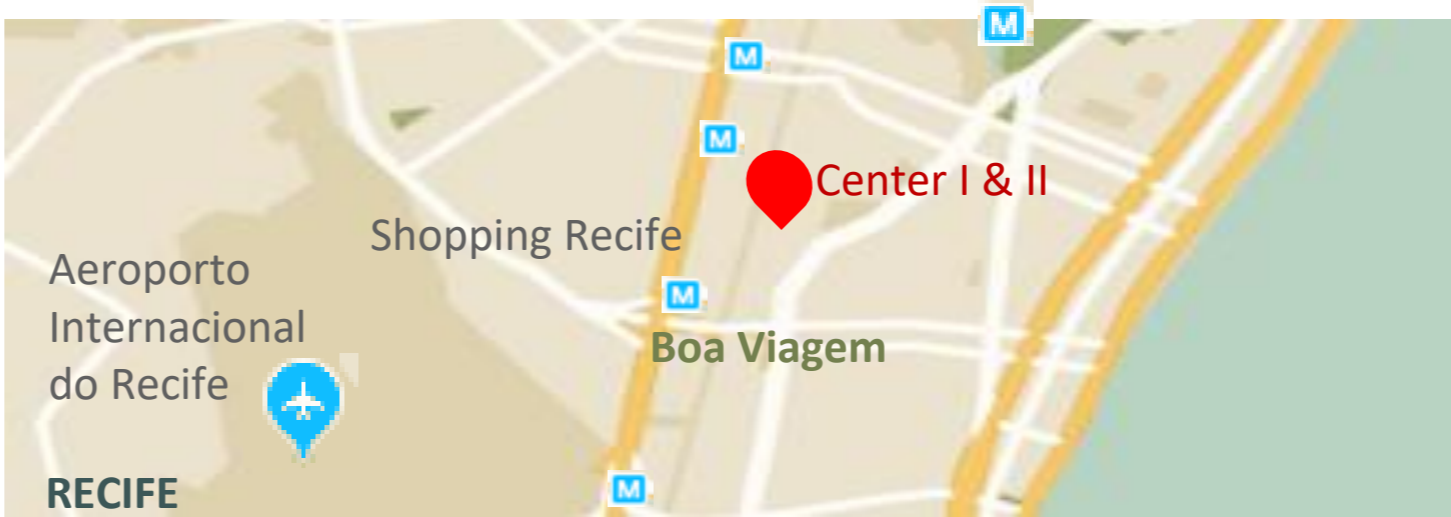 M
M
M
Center I & II
Shopping Recife
Aeroporto
Internacional
do Recife
M
Boa Viagem
RECIFE
M